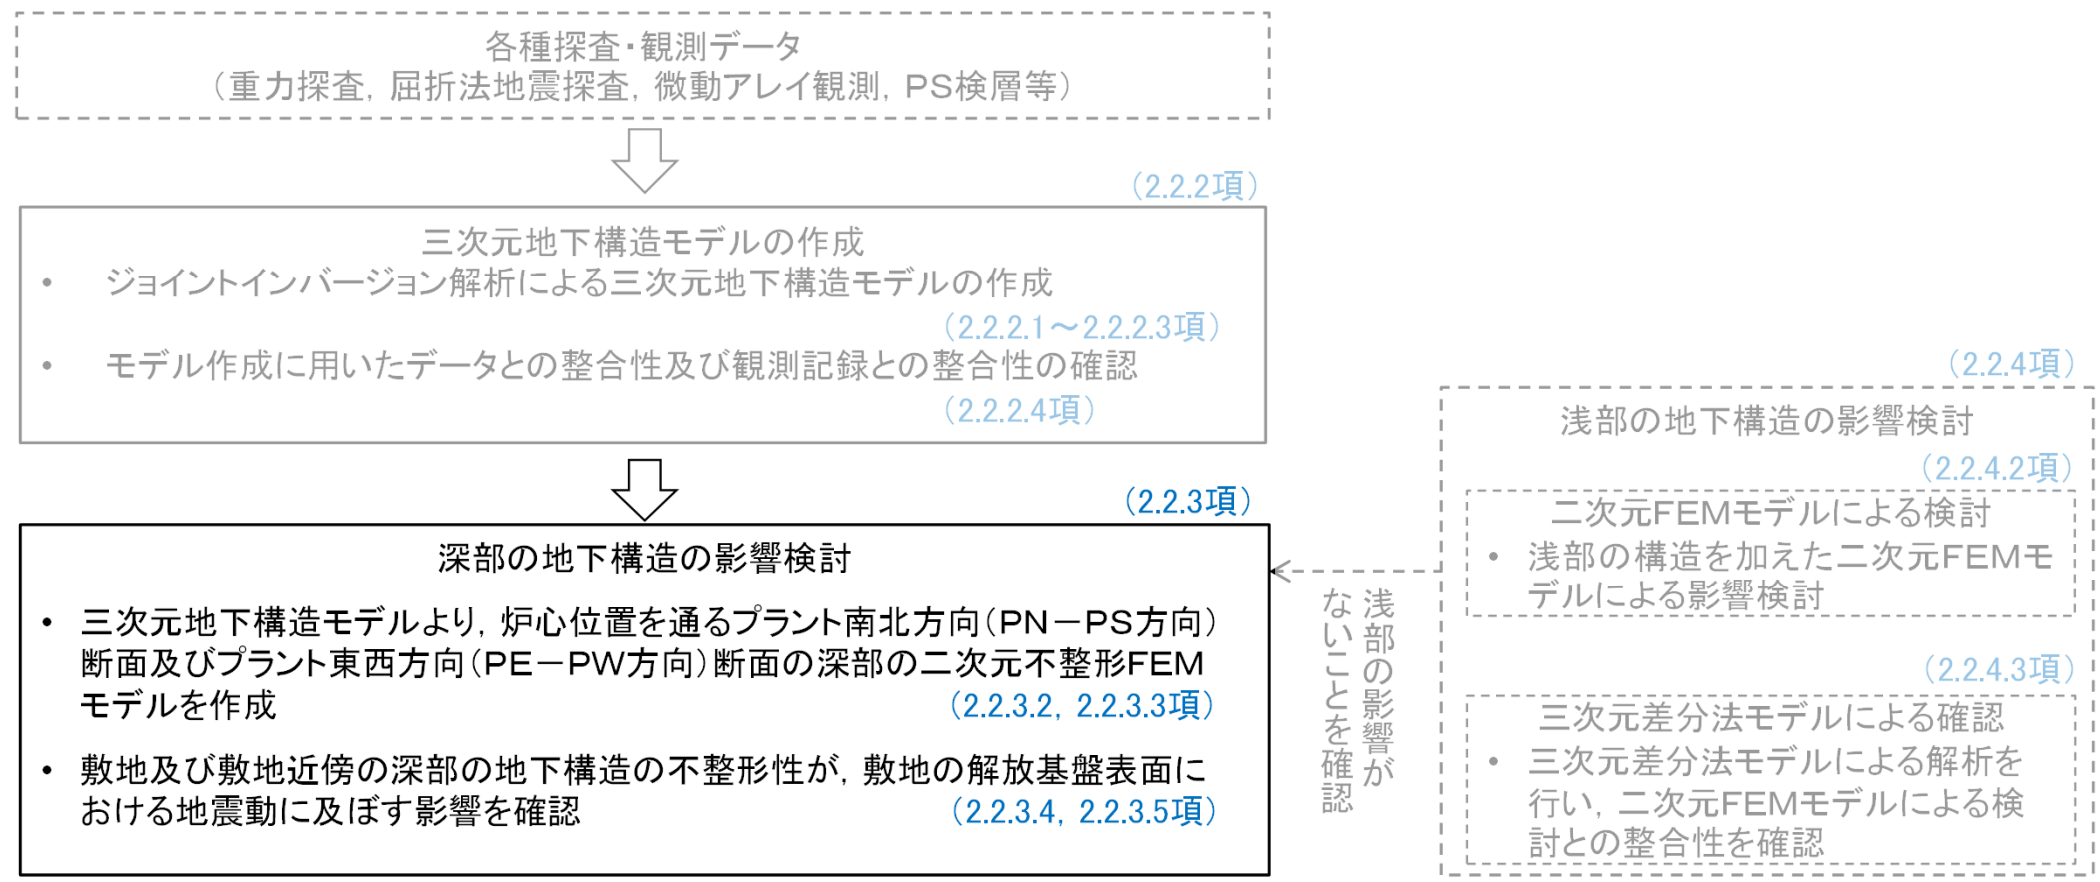 各種探査・観測データ
（重力探査，屈折法地震探査，微動アレイ観測，ＰＳ検層等）
（2.2.2項）
三次元地下構造モデルの作成
• ジョイントインバージョン解析による三次元地下構造モデルの作成
（2.2.2.1～2.2.2.3項）
• モデル作成に用いたデータとの整合性及び観測記録との整合性の確認
（2.2.2.4項）
（2.2.3項）
深部の地下構造の影響検討
• 三次元地下構造モデルより，炉心位置を通るプラント南北方向（ＰＮ－ＰＳ方向）
断面及びプラント東西方向（ＰＥ－ＰＷ方向）断面の深部の二次元不整形ＦＥＭ
モデルを作成
（2.2.3.2，2.2.3.3項）
• 敷地及び敷地近傍の深部の地下構造の不整形性が，敷地の解放基盤表面に
おける地震動に及ぼす影響を確認
（2.2.3.4，2.2.3.5項）
浅部の影響が
ないことを確認
（2.2.4項）
浅部の地下構造の影響検討
（2.2.4.2項）
二次元ＦＥＭモデルによる検討
• 浅部の構造を加えた二次元ＦＥＭモ
デルによる影響検討
（2.2.4.3項）
三次元差分法モデルによる確認
• 三次元差分法モデルによる解析を
行い，二次元ＦＥＭモデルによる検
討との整合性を確認